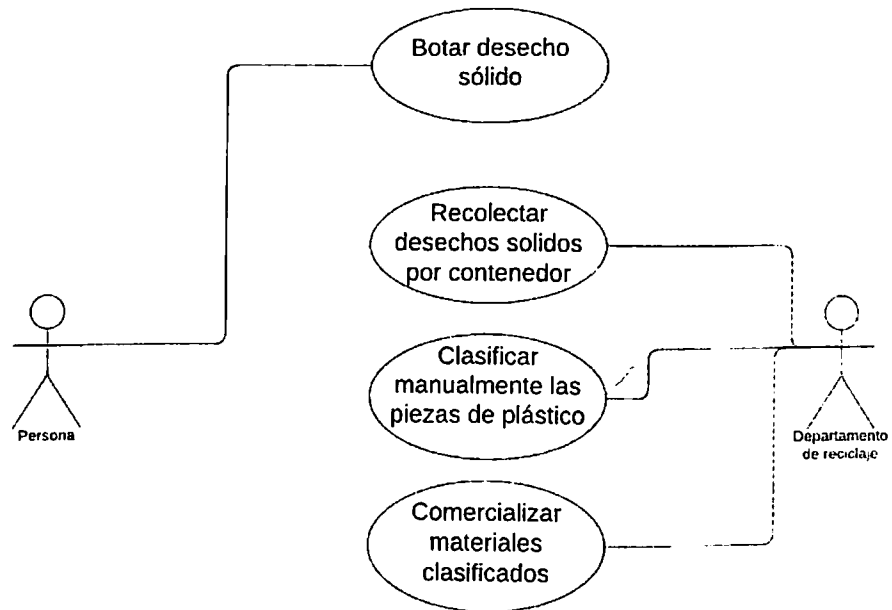 Botar desecho
sólido
Recolectar
desechos solidos
por contenedor
Clasificar
manualmente las
piezas de plástico
Persona
Departamento
de reciclaje
Comercializar
materiales
clasificados